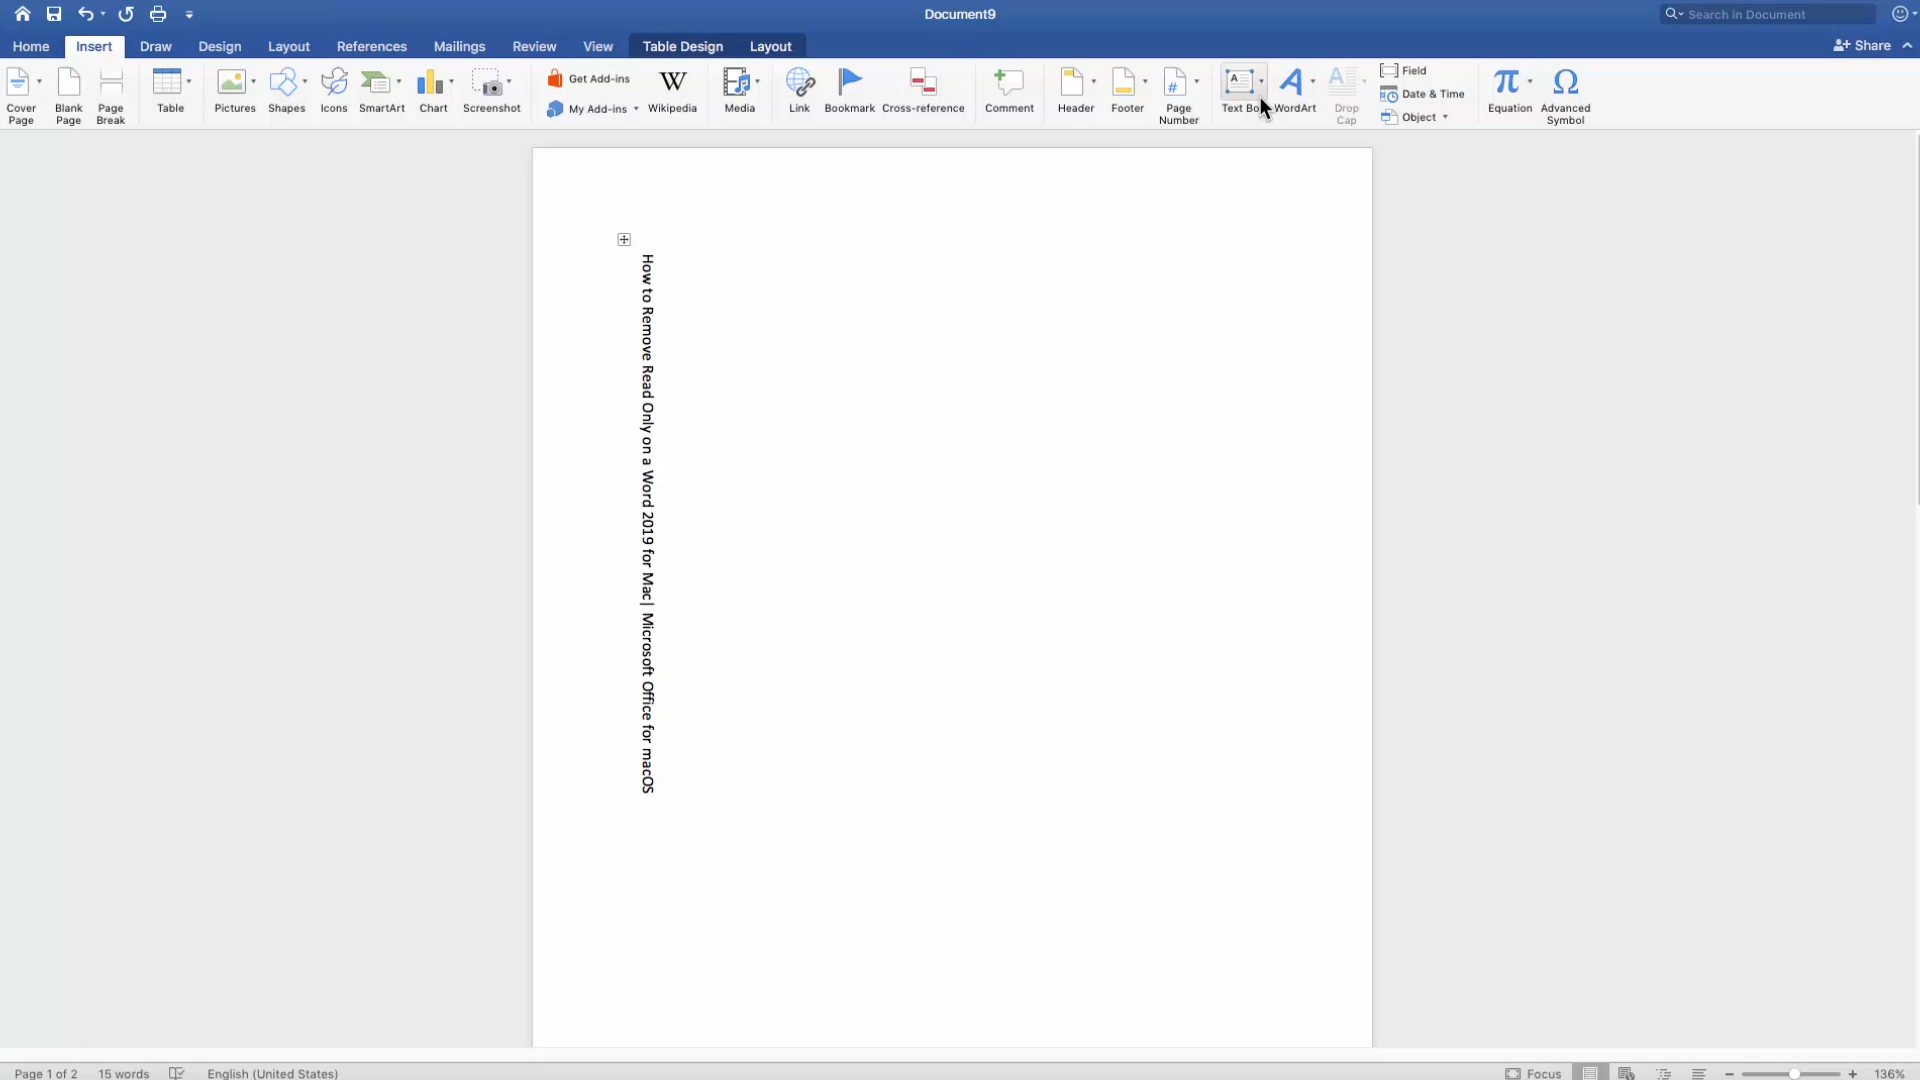 Document9
Search in Document
Home Insert Draw Design Layout References Mailings Review View Table Design Layout Share
Cover Page
Blank Page
Page Break
Table
Pictures
Shapes
Icons
SmartArt
Chart
Screenshot
Get Add-ins
My Add-ins
W
Wikipedia
Media
Link
Bookmark
Cross-reference
Comment
Header
Footer
#
Page Number
A
Text Bo
A
WordArt
A
Drop Cap
Field
Date & Time
Object
π
Equation
Ω
Advanced Symbol
How to Remove Read Only on a Word 2019 for Mac| Microsoft Office for macOS
Page 1 of 2 15 words English (United States) Focus 136%